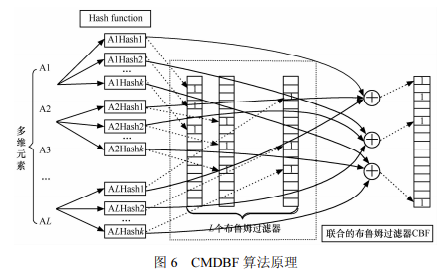 Hash function
A1
A1Hash1
A1Hash2
...
A1Hashk
A2
A2Hash1
A2Hash2
...
A2Hashk
A3
...
AL
ALHash1
ALHash2
...
ALHashk
多维元素
...
L个布鲁姆过滤器
联合的布鲁姆过滤器CBF
图 6 CMDBF 算法原理